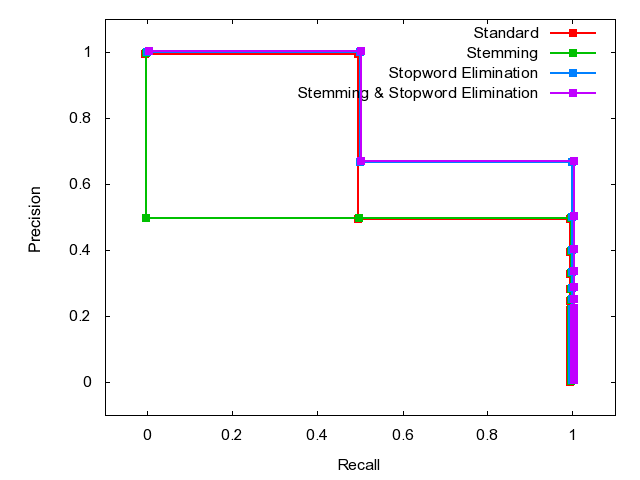 Standard
Stemming
Stopword Elimination
Stemming & Stopword Elimination
1
0.8
0.6
0.4
0.2
0
Precision
0 0.2 0.4 0.6 0.8 1
Recall